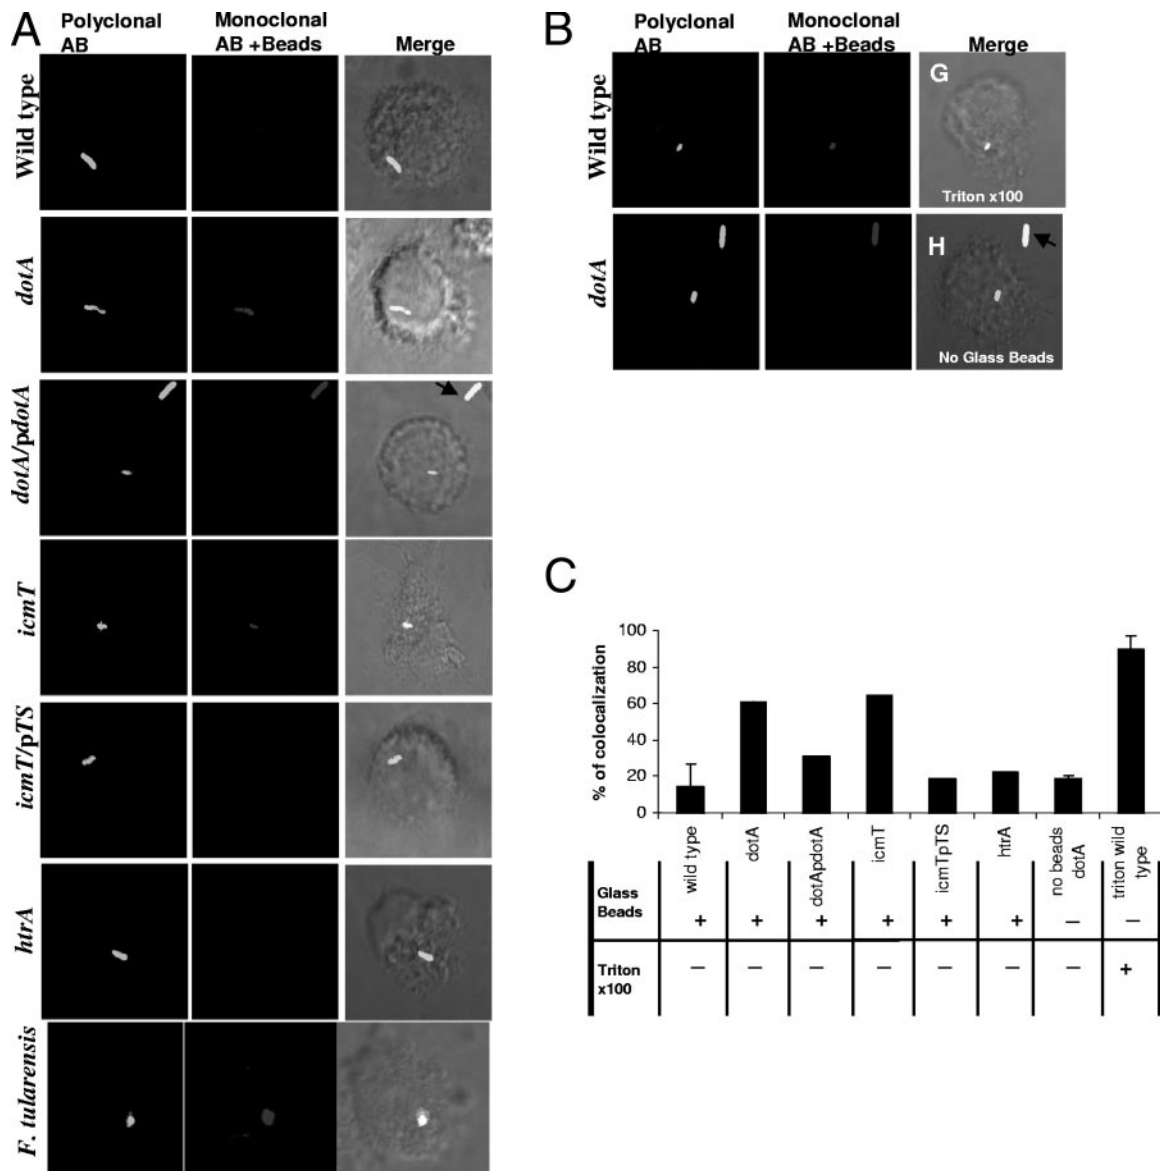 A
Polyclonal
AB
Monoclonal
AB +Beads
Merge
Wild type
dotA
dotA/pdotA
icmT
icmT/pTS
htrA
F. tularensis
B
Polyclonal
AB
Monoclonal
AB +Beads
Merge
Wild type
G
Triton x100
dotA
H
No Glass Beads
C
% of colocalization
100
80
60
40
20
0
wild type
dotA
dotApdotA
icmT
icmTpTS
htrA
no beads
dotA
triton wild
type
Glass
Beads
+ + + + + + – –
Triton
x100
– – – – – – – +